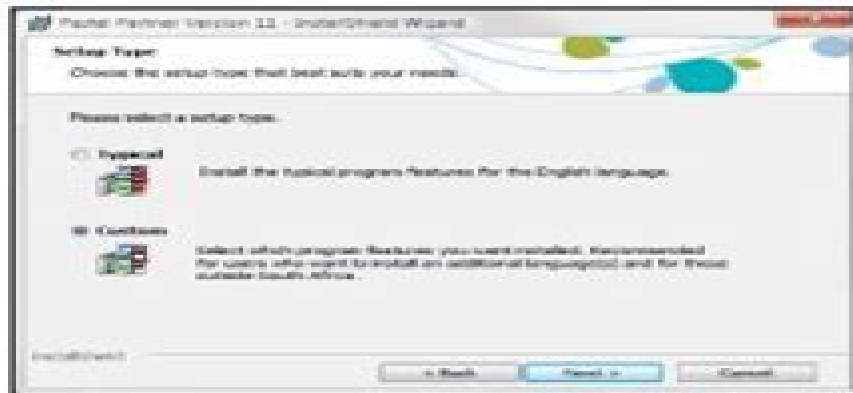 Pastel Partner Version 11 - InstallShield Wizard
Setup Type
Choose the setup type that best suits your needs.
Please select a setup type.
Typical
Install the typical program features for the English language.
Custom
Select which program features you want installed. Recommended
for users who want to install an additional language(s) and for those
outside South Africa.
InstallShield
< Back
Next >
Cancel